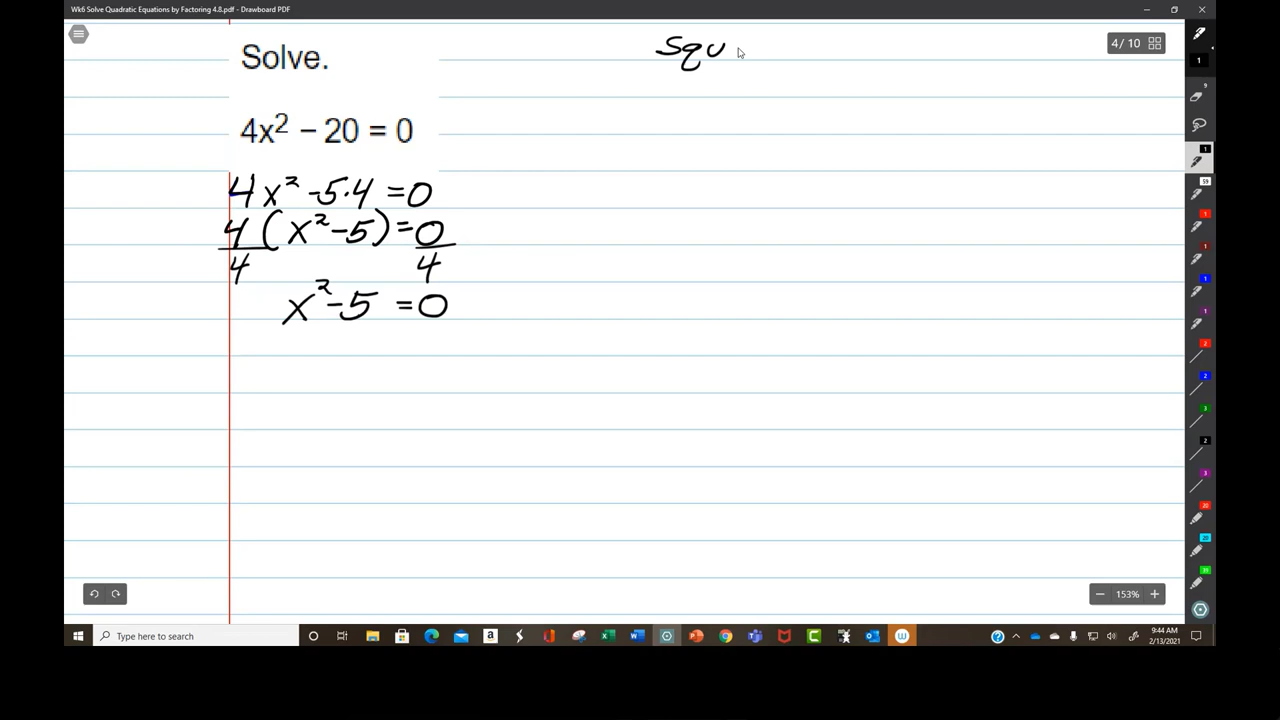 Wk6 Solve Quadratic Equations by Factoring 4.8.pdf - Drawboard PDF
Squ
4/10
Solve.
4x² − 20 = 0
4x² -5·4 = 0
4(x² -5) = 0
4 4
x² -5 = 0
153%
Type here to search
9:44 AM
2/13/2021